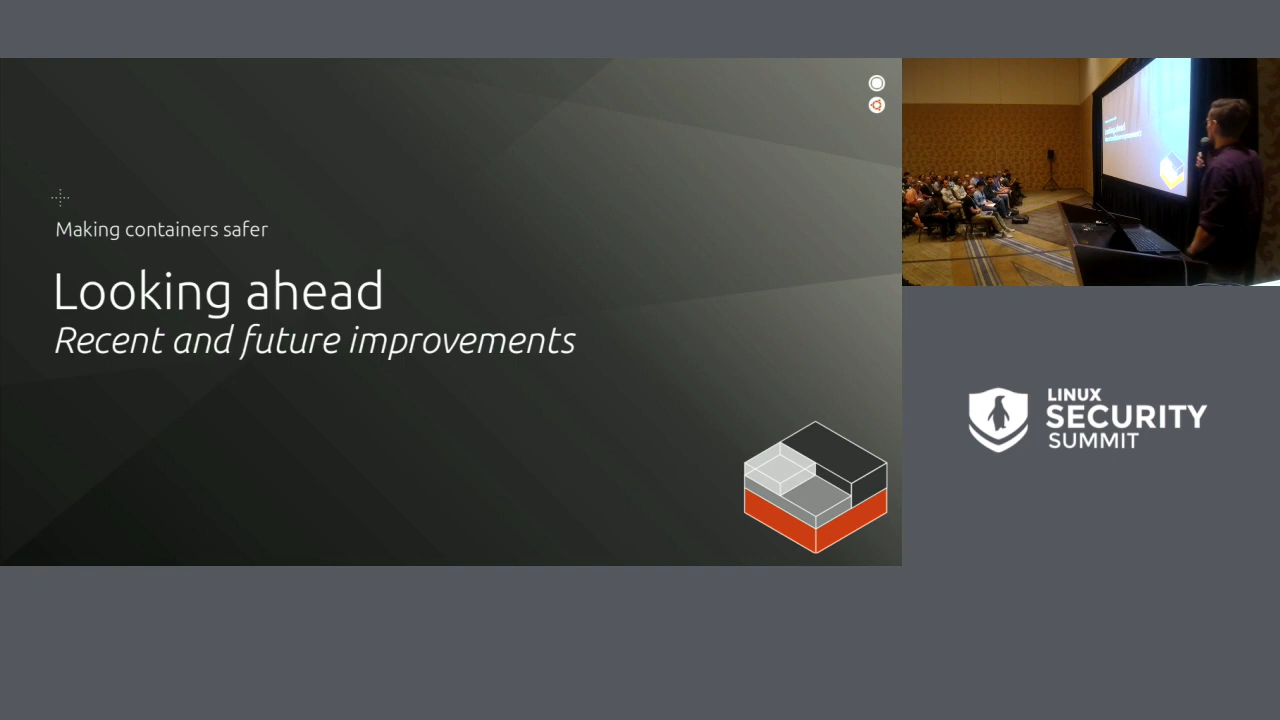 Making containers safer
Looking ahead
Recent and future improvements
LINUX
SECURITY
SUMMIT